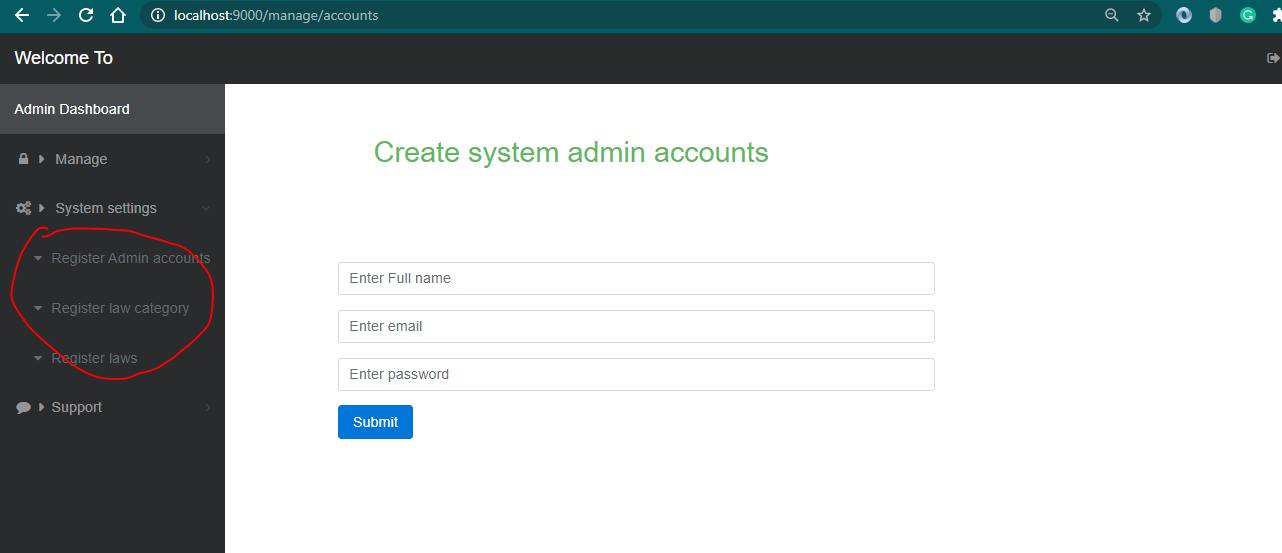 localhost:9000/manage/accounts
Welcome To
Admin Dashboard
Manage
System settings
Register Admin accounts
Register law category
Register laws
Support
Create system admin accounts
Enter Full name
Enter email
Enter password
Submit